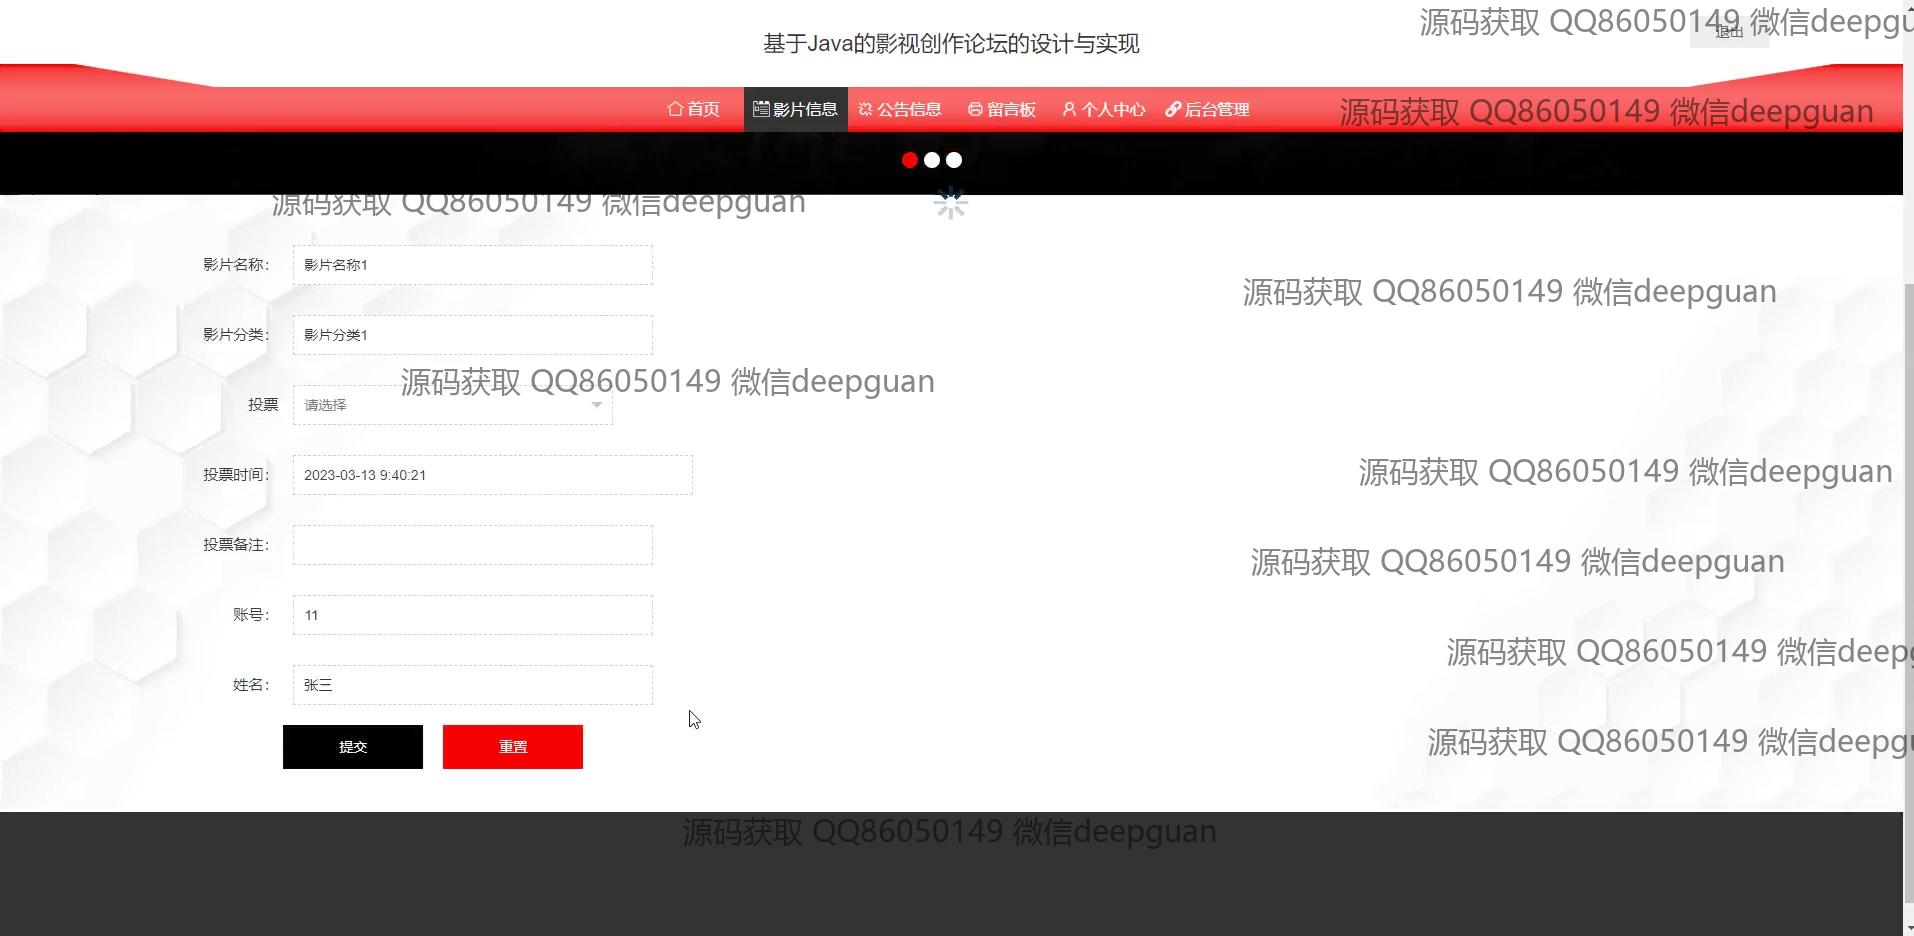 源码获取 QQ86050149 微信deepgu
基于Java的影视创作论坛的设计与实现
退出
首页 影片信息 公告信息 留言板 个人中心 后台管理
源码获取 QQ86050149 微信deepguan
源码获取 QQ86050149 微信deepguan
影片名称： 影片名称1
源码获取 QQ86050149 微信deepguan
影片分类： 影片分类1
源码获取 QQ86050149 微信deepguan
投票 请选择
投票时间： 2023-03-13 9:40:21
源码获取 QQ86050149 微信deepguan
投票备注：
源码获取 QQ86050149 微信deepguan
账号： 11
源码获取 QQ86050149 微信deepg
姓名： 张三
提交 重置
源码获取 QQ86050149 微信deepgu
源码获取 QQ86050149 微信deepguan